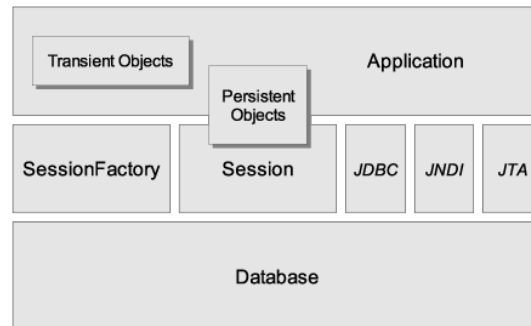 Transient Objects
Application
Persistent
Objects
SessionFactory
Session
JDBC
JNDI
JTA
Database